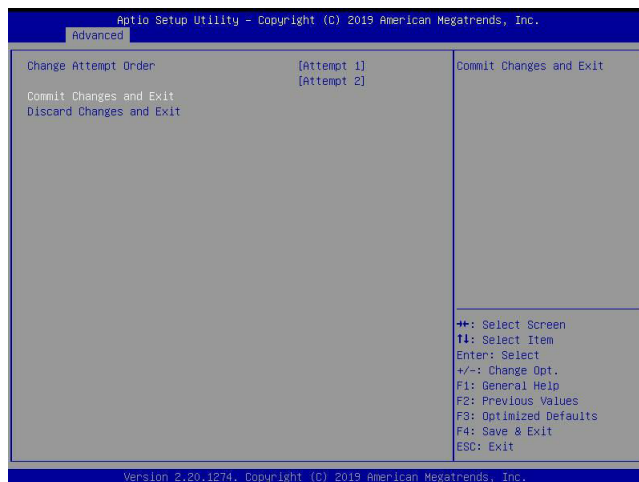 Aptio Setup Utility – Copyright (C) 2019 American Megatrends, Inc.
Advanced
Change Attempt Order [Attempt 1]
[Attempt 2]
Commit Changes and Exit
Discard Changes and Exit
Commit Changes and Exit
→←: Select Screen
↑↓: Select Item
Enter: Select
+/-: Change Opt.
F1: General Help
F2: Previous Values
F3: Optimized Defaults
F4: Save & Exit
ESC: Exit
Version 2.20.1274. Copyright (C) 2019 American Megatrends, Inc.